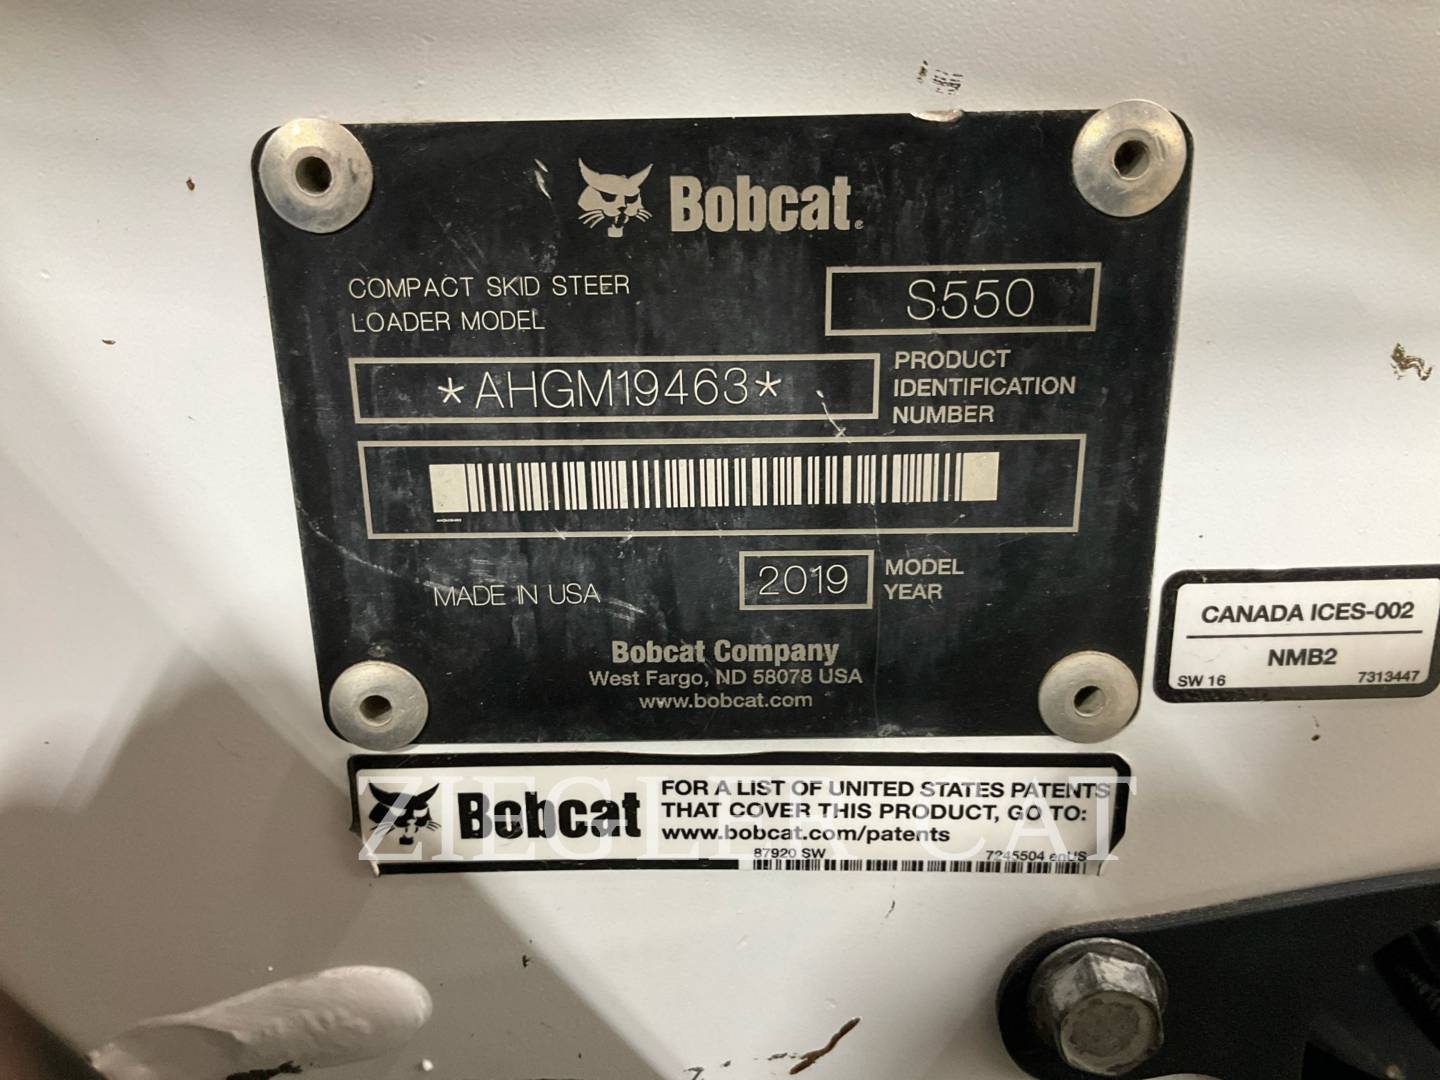 Bobcat®
COMPACT SKID STEER
LOADER MODEL
S550
*AHGM19463*
PRODUCT
IDENTIFICATION
NUMBER
MADE IN USA
2019
MODEL
YEAR
Bobcat Company
West Fargo, ND 58078 USA
www.bobcat.com
CANADA ICES-002
NMB2
SW 16
7313447
Bobcat
FOR A LIST OF UNITED STATES PATENTS
THAT COVER THIS PRODUCT, GO TO:
www.bobcat.com/patents
87920 SW
7245504 enUS
ZIEGLER CAT